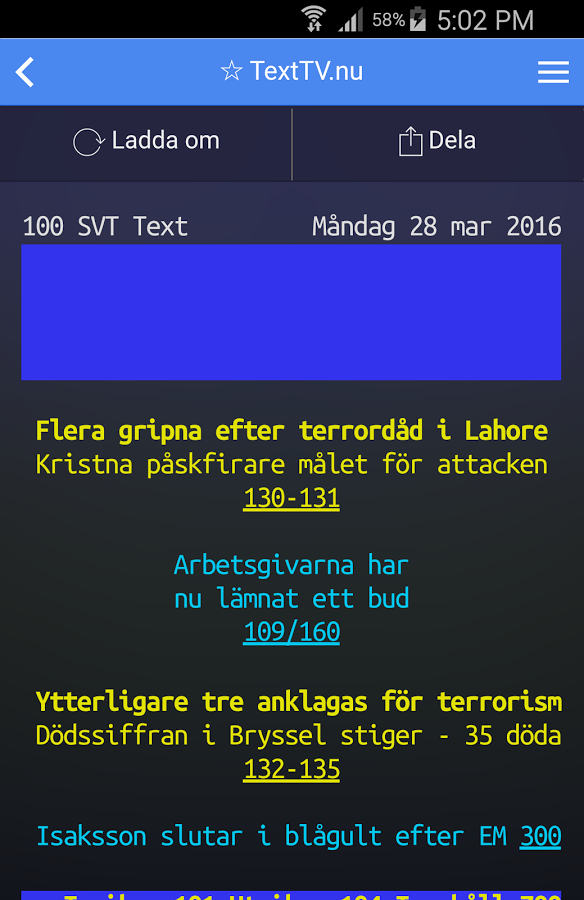 58% 5:02 PM
☆ TextTV.nu
Ladda om Dela
100 SVT Text Måndag 28 mar 2016
Flera gripna efter terrordåd i Lahore
Kristna påskfirare målet för attacken
130-131
Arbetsgivarna har
nu lämnat ett bud
109/160
Ytterligare tre anklagas för terrorism
Dödssiffran i Bryssel stiger - 35 döda
132-135
Isaksson slutar i blågult efter EM 300